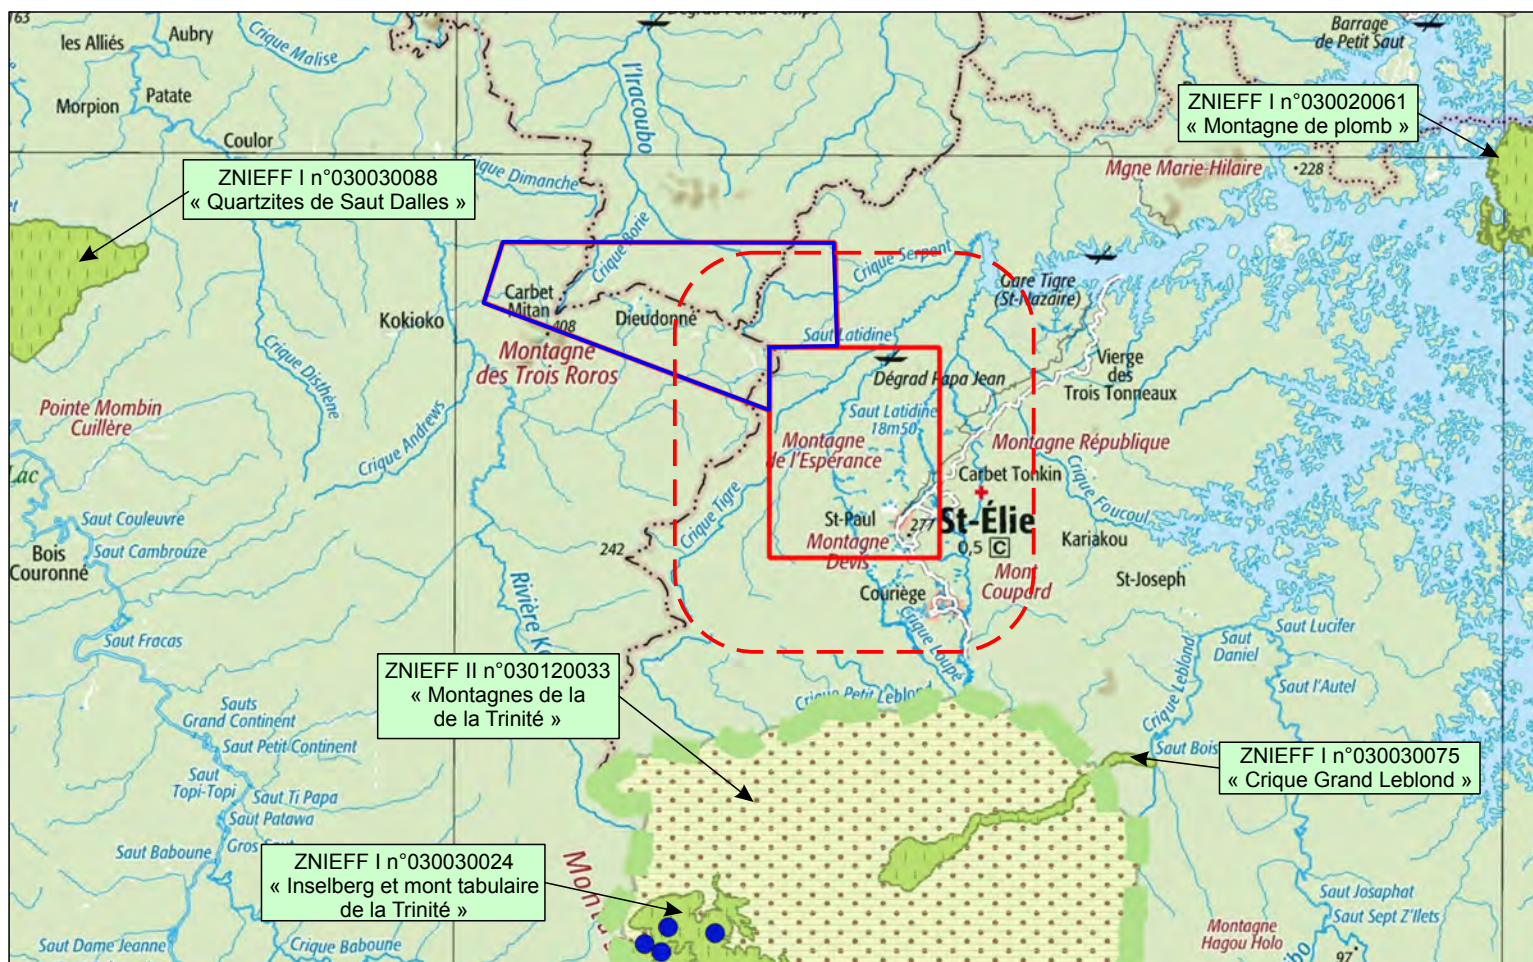 163
les Alliés
Aubry
Crique Malise
Morpion
Patate
Coulor
l'Iracoubo
Barrage
de Petit Saut
ZNIEFF I n°030020061
« Montagne de plomb »
Mgne Marie-Hilaire
228
ZNIEFF I n°030030088
« Quartzites de Saut Dalles »
Crique Dimanche
Crique Borie
Crique Serpent
Gare Tigre
(St-Nazaire)
Carbet
Mitan
408
Dieudonné
Kokioko
Montagne
des Trois Roros
Saut Latidine
Dégrad Papa Jean
Vierge
des
Trois Tonneaux
Crique Disthène
Pointe Mombin
Cuillère
Crique Andrews
Saut Latidine
18m50
Montagne
de l'Espérance
Montagne République
Carbet Tonkin
Crique Foucoul
Lac
Saut Couleuvre
Bois
Couronné
Saut Cambrouze
242
Crique Tigre
St-Paul
277
St-Élie
0,5 C
Montagne
Devis
Kariakou
Mont
Coupard
St-Joseph
Couriège
Rivière
Crique Loupé
Saut Fracas
Saut Lucifer
Saut
Daniel
Crique Leblond
Saut l'Autel
ZNIEFF II n°030120033
« Montagnes de la
de la Trinité »
Crique Petit Leblond
Sauts
Grand Continent
Saut Petit Continent
Saut Bois
ZNIEFF I n°030030075
« Crique Grand Leblond »
Saut
Topi-Topi
Saut Ti Papa
Saut Patawa
Saut Baboune
ZNIEFF I n°030030024
« Inselberg et mont tabulaire
de la Trinité »
Saut Josaphat
Saut Sept Z'Ilets
Montagne
Hagou Holo
Saut Dame Jeanne
Crique Baboune
97